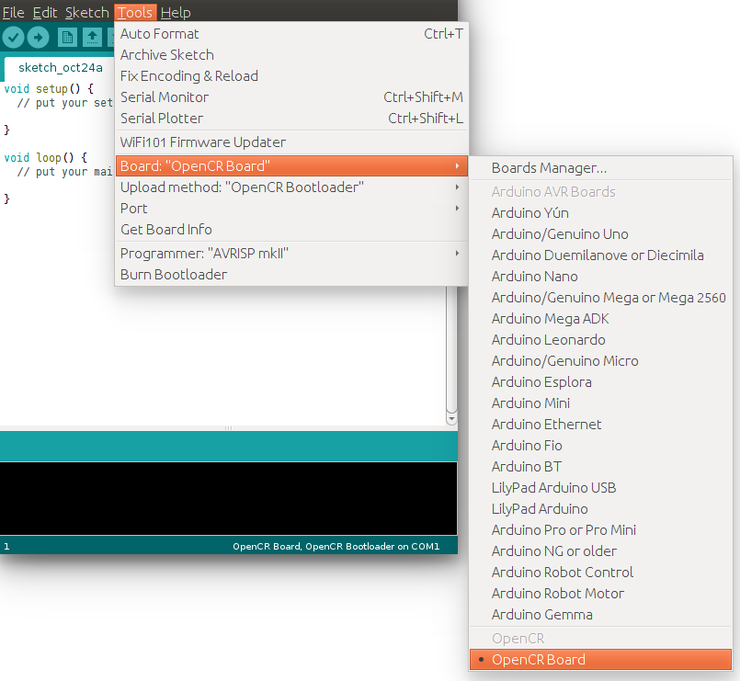 File Edit Sketch Tools Help
sketch_oct24a
void setup() {
// put your set
}
void loop() {
// put your mai
}
Auto Format Ctrl+T
Archive Sketch
Fix Encoding & Reload
Serial Monitor Ctrl+Shift+M
Serial Plotter Ctrl+Shift+L
WiFi101 Firmware Updater
Board: "OpenCR Board"
Upload method: "OpenCR Bootloader"
Port
Get Board Info
Programmer: "AVRISP mkII"
Burn Bootloader
Boards Manager...
Arduino AVR Boards
Arduino Yún
Arduino/Genuino Uno
Arduino Duemilanove or Diecimila
Arduino Nano
Arduino/Genuino Mega or Mega 2560
Arduino Mega ADK
Arduino Leonardo
Arduino/Genuino Micro
Arduino Esplora
Arduino Mini
Arduino Ethernet
Arduino Fio
Arduino BT
LilyPad Arduino USB
LilyPad Arduino
Arduino Pro or Pro Mini
Arduino NG or older
Arduino Robot Control
Arduino Robot Motor
Arduino Gemma
OpenCR
OpenCR Board
1 OpenCR Board, OpenCR Bootloader on COM1